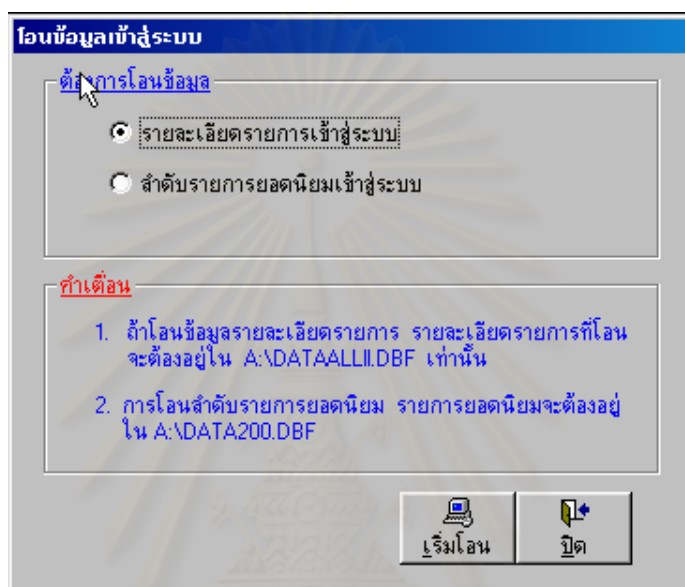 โอนข้อมูลเข้าสู่ระบบ
ต้องการโอนข้อมูล
รายละเอียดรายการเข้าสู่ระบบ
ลำดับรายการยอดนิยมเข้าสู่ระบบ
คำเตือน
1. ถ้าโอนข้อมูลรายละเอียดรายการ รายละเอียดรายการที่โอน
จะต้องอยู่ใน A:\DATAALLII.DBF เท่านั้น
2. การโอนลำดับรายการยอดนิยม รายการยอดนิยมจะต้องอยู่
ใน A:\DATA200.DBF
เริ่มโอน
ปิด